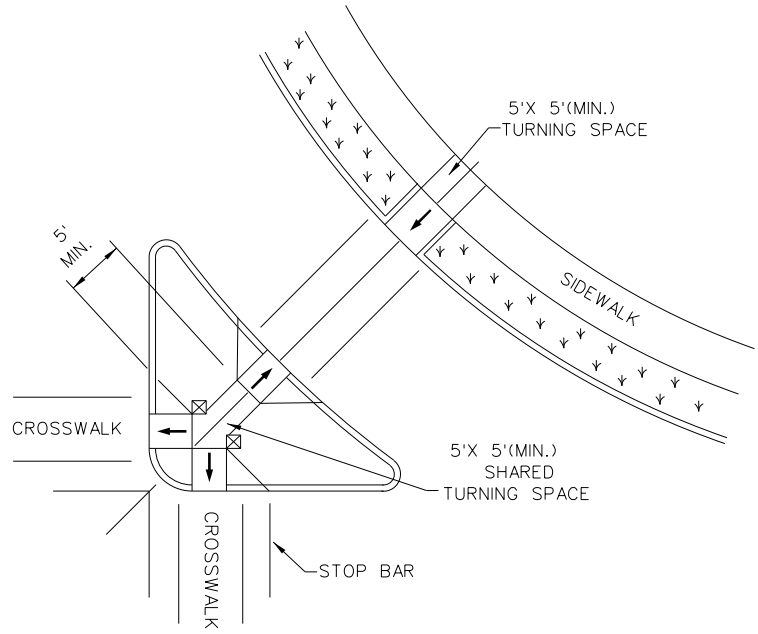 5'X 5'(MIN.)
TURNING SPACE
5'
MIN.
SIDEWALK
CROSSWALK
5'X 5'(MIN.)
SHARED
TURNING SPACE
CROSSWALK
STOP BAR